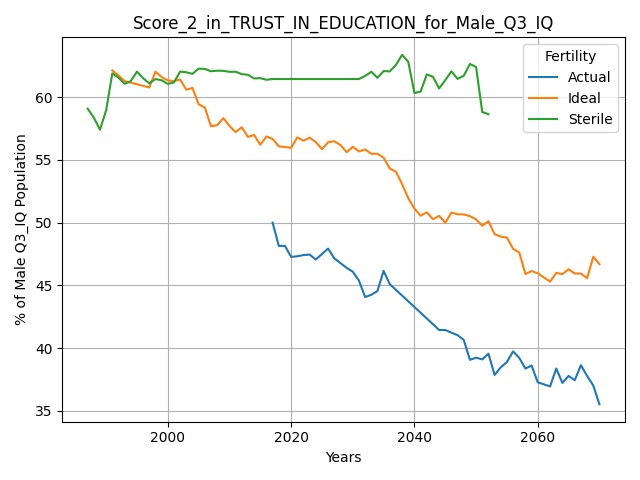 Score_2_in_TRUST_IN_EDUCATION_for_Male_Q3_IQ
Fertility
Actual
Ideal
Sterile
% of Male Q3_IQ Population
60
55
50
45
40
35
2000
2020
2040
2060
Years